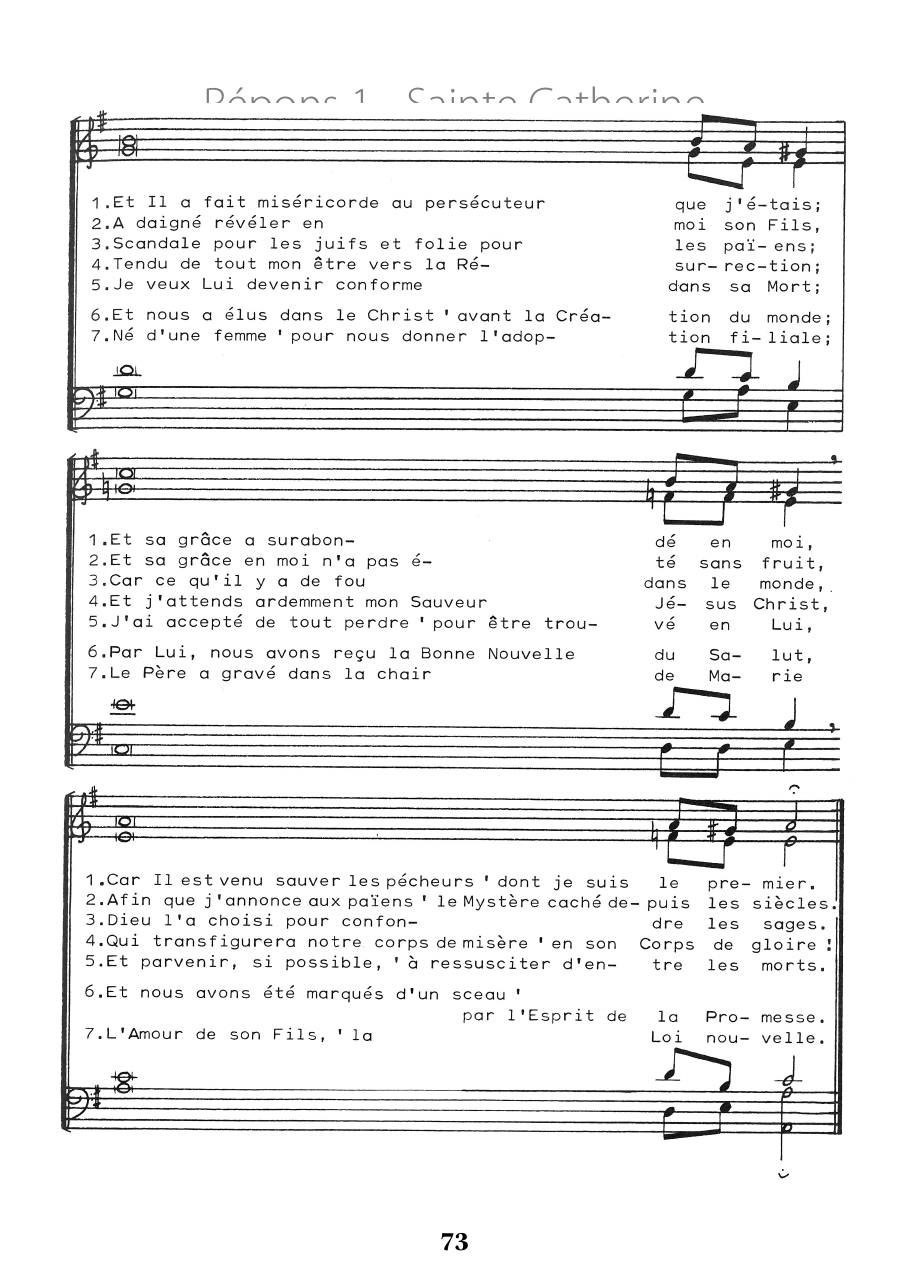 Répons 1 Sainte Catherine
1.Et Il a fait miséricorde au persécuteur que j'é-tais;
2.A daigné révéler en moi son Fils,
3.Scandale pour les juifs et folie pour les paï-ens;
4.Tendu de tout mon être vers la Ré- sur-rec-tion;
5.Je veux Lui devenir conforme dans sa Mort;
6.Et nous a élus dans le Christ ' avant la Créa- tion du monde;
7.Né d'une femme ' pour nous donner l'adop- tion fi-liale;
1.Et sa grâce a surabon- dé en moi,
2.Et sa grâce en moi n'a pas é- té sans fruit,
3.Car ce qu'il y a de fou dans le monde,
4.Et j'attends ardemment mon Sauveur Jé- sus Christ,
5.J'ai accepté de tout perdre ' pour être trou- vé en Lui,
6.Par Lui, nous avons reçu la Bonne Nouvelle du Sa- lut,
7.Le Père a gravé dans la chair de Ma- rie
1.Car Il est venu sauver les pécheurs ' dont je suis le pre- mier.
2.Afin que j'annonce aux païens ' le Mystère caché de- puis les siècles.
3.Dieu l'a choisi pour confon- dre les sages.
4.Qui transfigurera notre corps de misère ' en son Corps de gloire !
5.Et parvenir, si possible, ' à ressusciter d'en- tre les morts.
6.Et nous avons été marqués d'un sceau '
par l'Esprit de la Pro- messe.
7.L'Amour de son Fils, ' la Loi nou- velle.
73